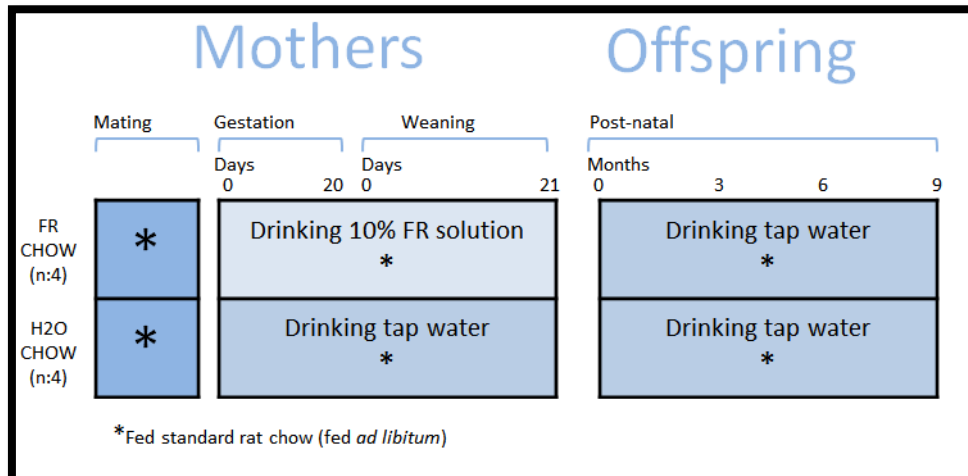 Mothers Offspring
Mating Gestation Weaning Post-natal
Days Days Months
0 20 0 21 0 3 6 9
FR
CHOW
(n:4)
* Drinking 10% FR solution Drinking tap water
* *
H2O
CHOW
(n:4)
* Drinking tap water Drinking tap water
* *
*Fed standard rat chow (fed ad libitum)